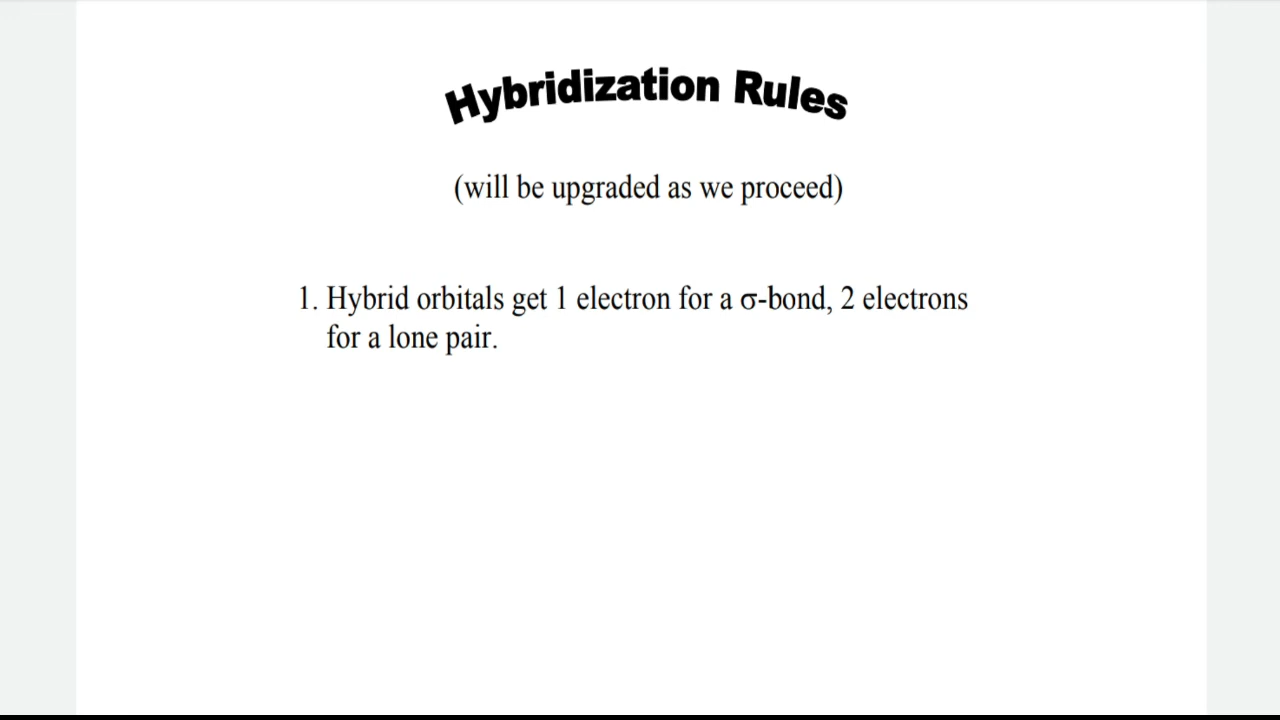 Hybridization Rules
(will be upgraded as we proceed)
1. Hybrid orbitals get 1 electron for a σ-bond, 2 electrons
for a lone pair.